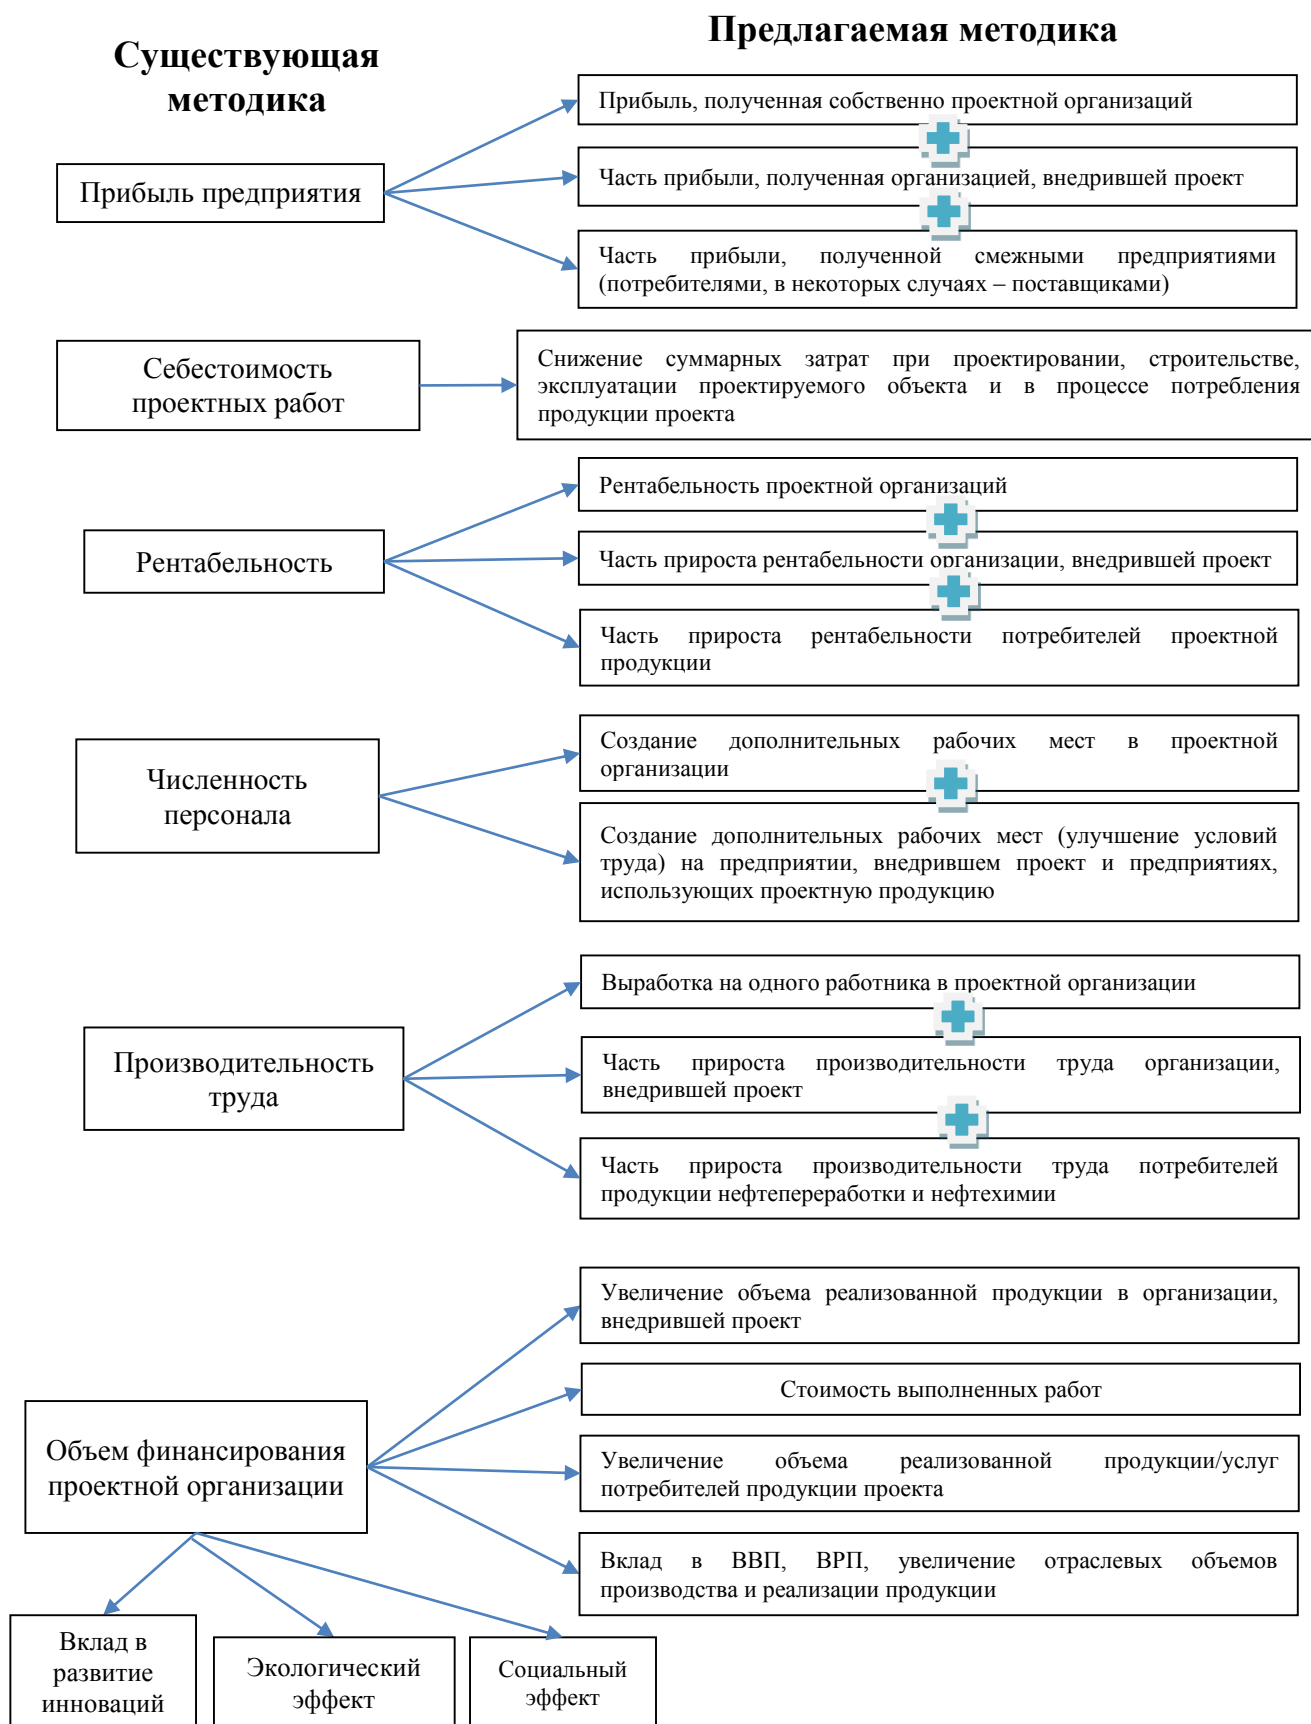 Существующая
методика
Предлагаемая методика
Прибыль предприятия
Прибыль, полученная собственно проектной организаций
Часть прибыли, полученная организацией, внедрившей проект
Часть прибыли, полученной смежными предприятиями
(потребителями, в некоторых случаях – поставщиками)
Себестоимость
проектных работ
Снижение суммарных затрат при проектировании, строительстве,
эксплуатации проектируемого объекта и в процессе потребления
продукции проекта
Рентабельность
Рентабельность проектной организаций
Часть прироста рентабельности организации, внедрившей проект
Часть прироста рентабельности потребителей проектной
продукции
Численность
персонала
Создание дополнительных рабочих мест в проектной
организации
Создание дополнительных рабочих мест (улучшение условий
труда) на предприятии, внедрившем проект и предприятиях,
использующих проектную продукцию
Производительность
труда
Выработка на одного работника в проектной организации
Часть прироста производительности труда организации,
внедрившей проект
Часть прироста производительности труда потребителей
продукции нефтепереработки и нефтехимии
Объем финансирования
проектной организации
Увеличение объема реализованной продукции в организации,
внедрившей проект
Стоимость выполненных работ
Увеличение объема реализованной продукции/услуг
потребителей продукции проекта
Вклад в ВВП, ВРП, увеличение отраслевых объемов
производства и реализации продукции
Вклад в
развитие
инноваций
Экологический
эффект
Социальный
эффект